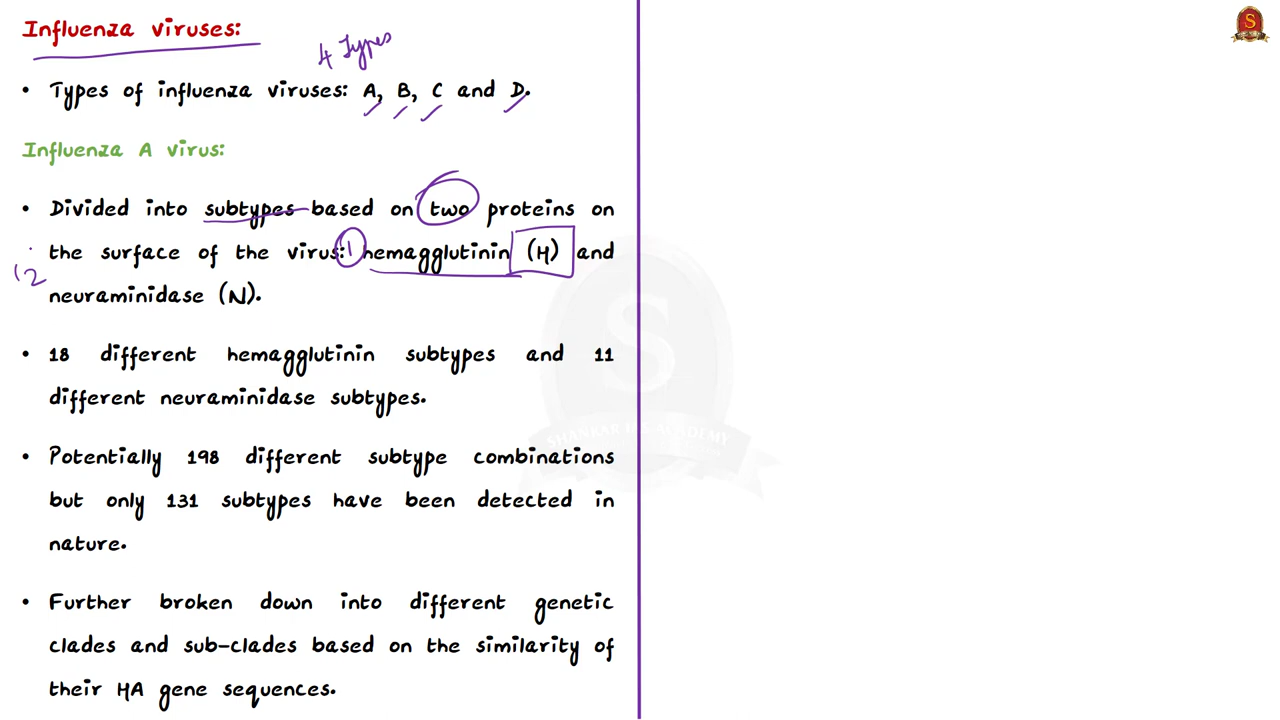 Influenza viruses:
4 Types
• Types of influenza viruses: A, B, C and D.
Influenza A virus:
• Divided into subtypes based on two proteins on
the surface of the virus: 1 hemagglutinin (H) and
2
neuraminidase (N).
• 18 different hemagglutinin subtypes and 11
different neuraminidase subtypes.
• Potentially 198 different subtype combinations
but only 131 subtypes have been detected in
nature.
• Further broken down into different genetic
clades and sub-clades based on the similarity of
their HA gene sequences.
S
SHANKAR IAS ACADEMY
S